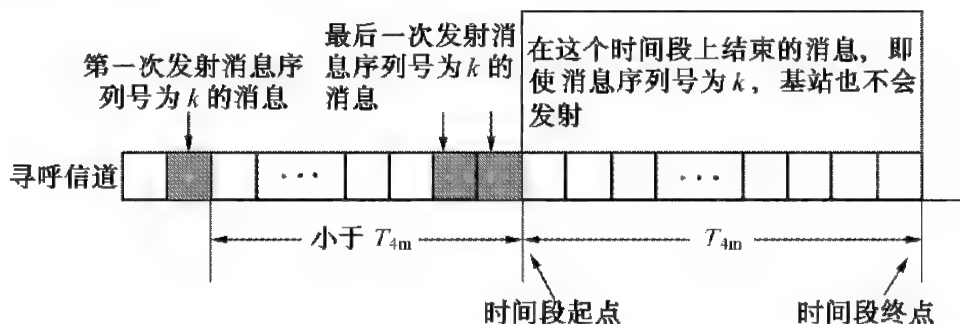 第一次发射消息序
列号为 k 的消息
最后一次发射消
息序列号为 k 的
消息
在这个时间段上结束的消息，即
使消息序列号为 k，基站也不会
发射
寻呼信道
···
···
小于 T4m
T4m
时间段起点
时间段终点